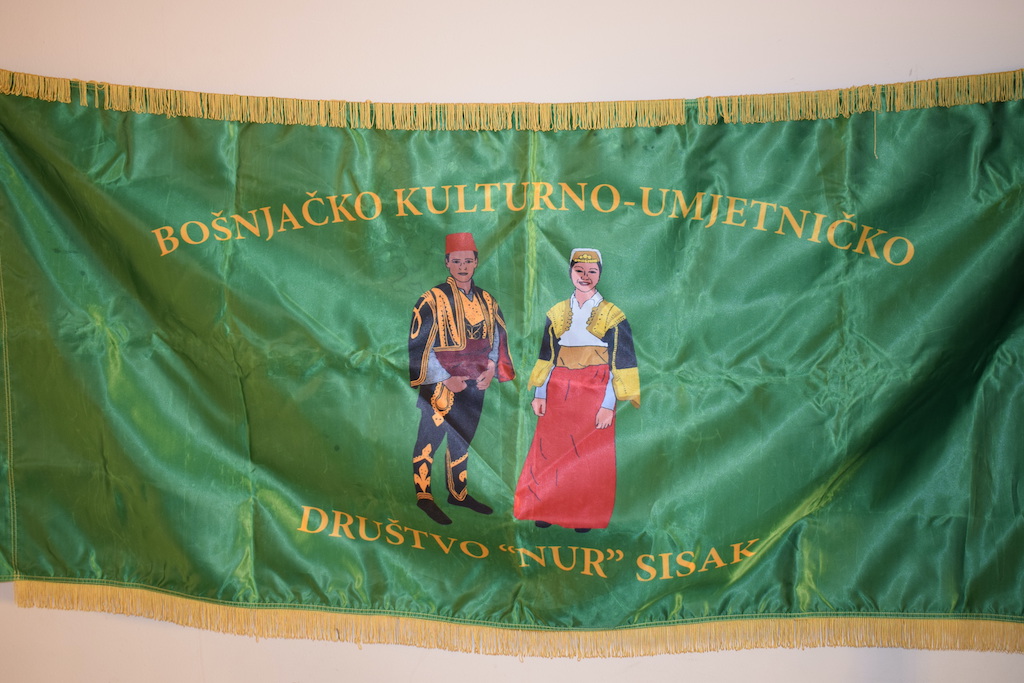 BOŠNJAČKO KULTURNO-UMJETNIČKO
DRUŠTVO “NUR” SISAK